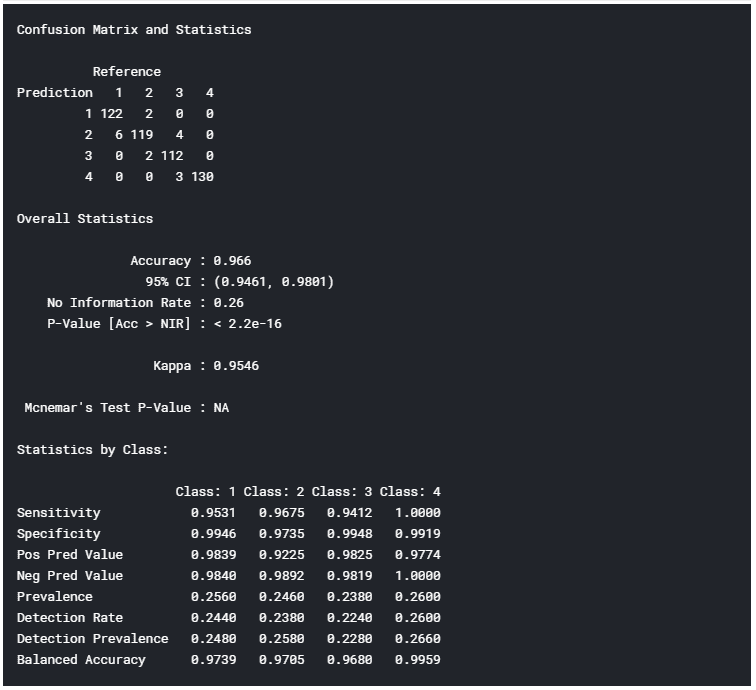 Confusion Matrix and Statistics
Reference
Prediction 1 2 3 4
1 122 2 0 0
2 6 119 4 0
3 0 2 112 0
4 0 0 3 130
Overall Statistics
Accuracy : 0.966
95% CI : (0.9461, 0.9801)
No Information Rate : 0.26
P-Value [Acc > NIR] : < 2.2e-16
Kappa : 0.9546
Mcnemar's Test P-Value : NA
Statistics by Class:
Class: 1 Class: 2 Class: 3 Class: 4
Sensitivity 0.9531 0.9675 0.9412 1.0000
Specificity 0.9946 0.9735 0.9948 0.9919
Pos Pred Value 0.9839 0.9225 0.9825 0.9774
Neg Pred Value 0.9840 0.9892 0.9819 1.0000
Prevalence 0.2560 0.2460 0.2380 0.2600
Detection Rate 0.2440 0.2380 0.2240 0.2600
Detection Prevalence 0.2480 0.2580 0.2280 0.2660
Balanced Accuracy 0.9739 0.9705 0.9680 0.9959